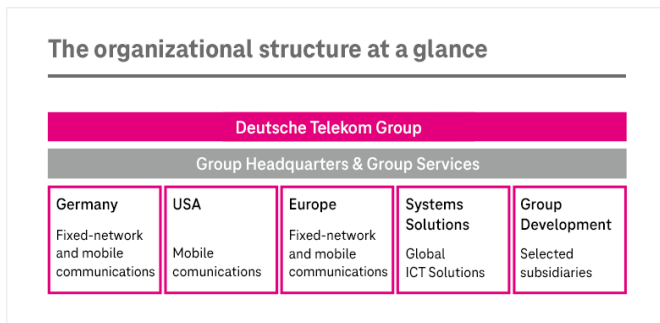 The organizational structure at a glance
Deutsche Telekom Group
Group Headquarters & Group Services
Germany
Fixed-network
and mobile
communications
USA
Mobile
comunications
Europe
Fixed-network
and mobile
communications
Systems
Solutions
Global
ICT Solutions
Group
Development
Selected
subsidiaries